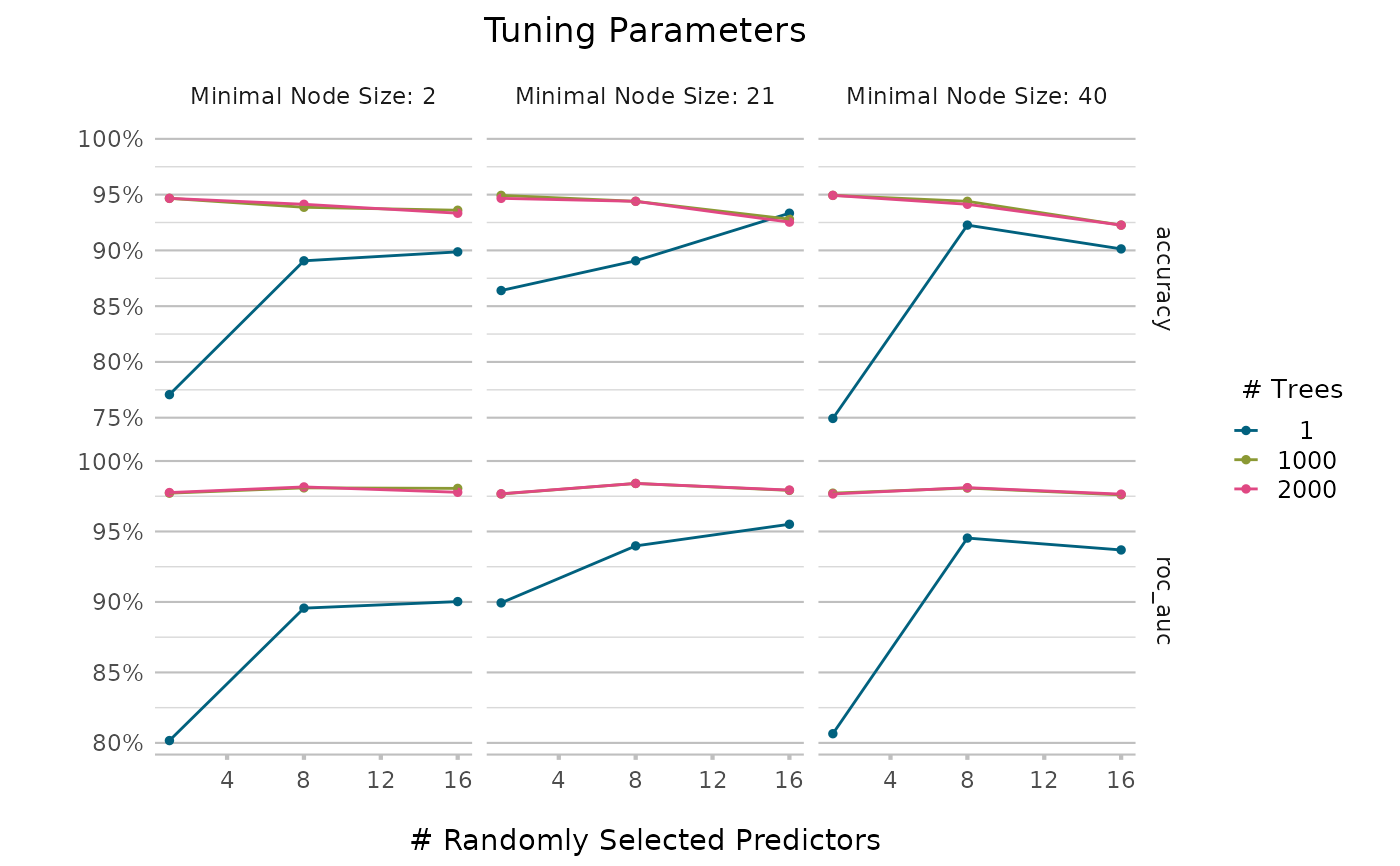 Tuning Parameters
Minimal Node Size: 2
Minimal Node Size: 21
Minimal Node Size: 40
100%
95%
90%
85%
80%
75%
accuracy
100%
95%
90%
85%
80%
roc_auc
4 8 12 16
4 8 12 16
4 8 12 16
# Randomly Selected Predictors
# Trees
1
1000
2000